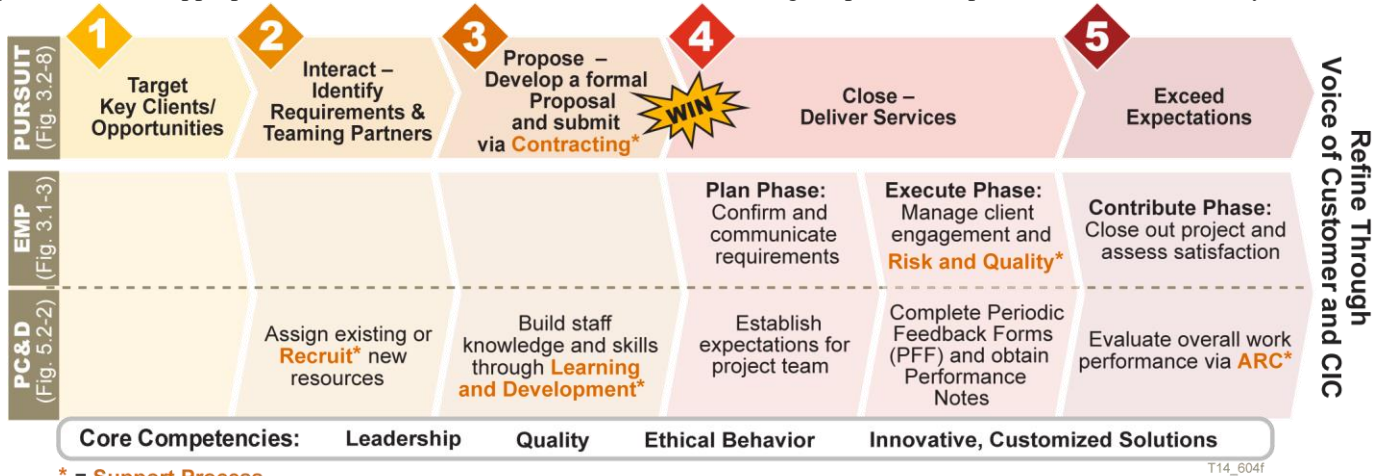 1
2
3
4
5
PURSUIT
(Fig. 3.2-8)
Target
Key Clients/
Opportunities
Interact –
Identify
Requirements &
Teaming Partners
Propose –
Develop a formal
Proposal
and submit
via Contracting*
WIN
Close –
Deliver Services
Exceed
Expectations
EMP
(Fig. 3.1-3)
Plan Phase:
Confirm and
communicate
requirements
Execute Phase:
Manage client
engagement and
Risk and Quality*
Contribute Phase:
Close out project and
assess satisfaction
PC&D
(Fig. 5.2-2)
Assign existing or
Recruit* new
resources
Build staff
knowledge and skills
through Learning
and Development*
Establish
expectations for
project team
Complete Periodic
Feedback Forms
(PFF) and obtain
Performance
Notes
Evaluate overall work
performance via ARC*
Refine Through
Voice of Customer and CIC
Core Competencies: Leadership Quality Ethical Behavior Innovative, Customized Solutions
* = Support Process
T14_604f